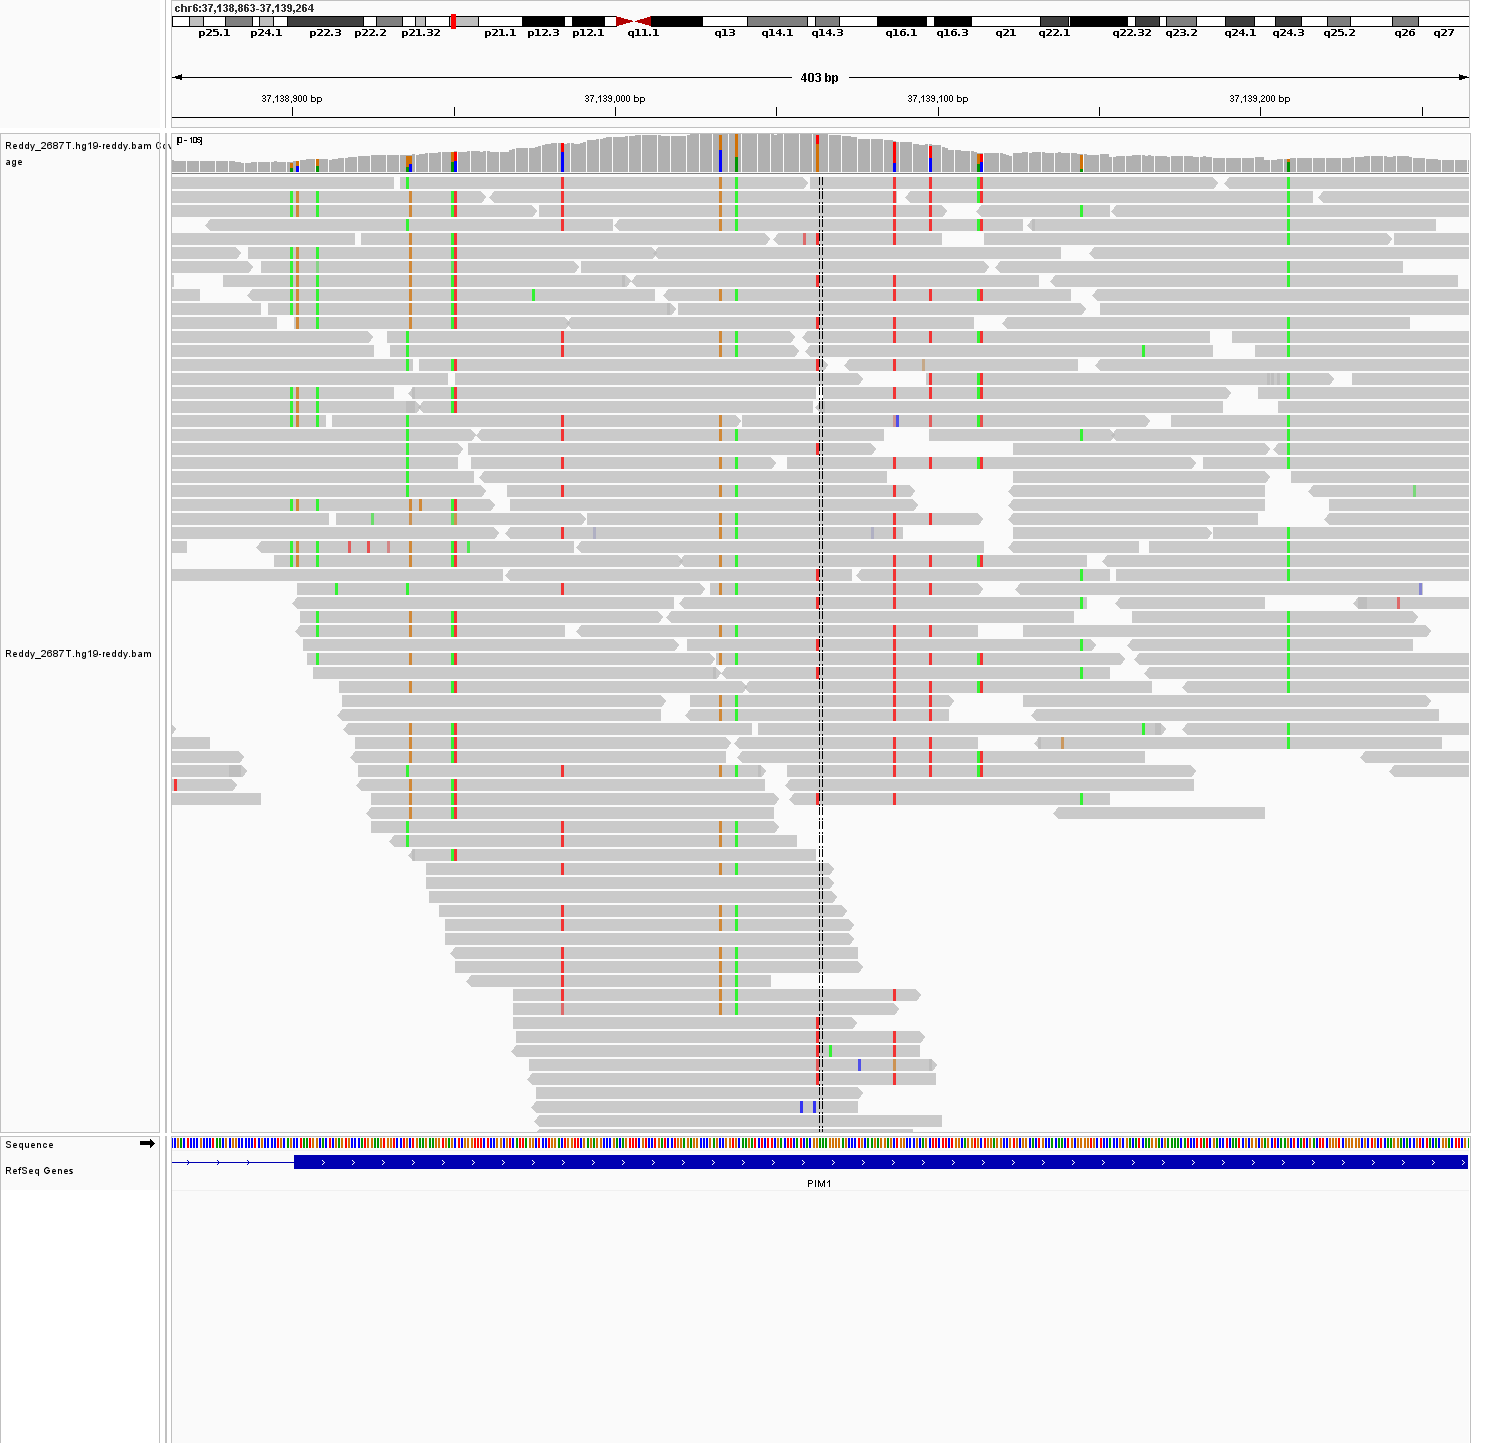 chr6:37,138,863-37,139,264
p25.1 p24.1 p22.3 p22.2 p21.32 p21.1 p12.3 p12.1 q11.1 q13 q14.1 q14.3 q16.1 q16.3 q21 q22.1 q22.32 q23.2 q24.1 q24.3 q25.2 q26 q27
403 bp
37,138,900 bp 37,139,000 bp 37,139,100 bp 37,139,200 bp
Reddy_2687T.hg19-reddy.bam Cov
age
[0 - 106]
Reddy_2687T.hg19-reddy.bam
Sequence
RefSeq Genes
PIM1